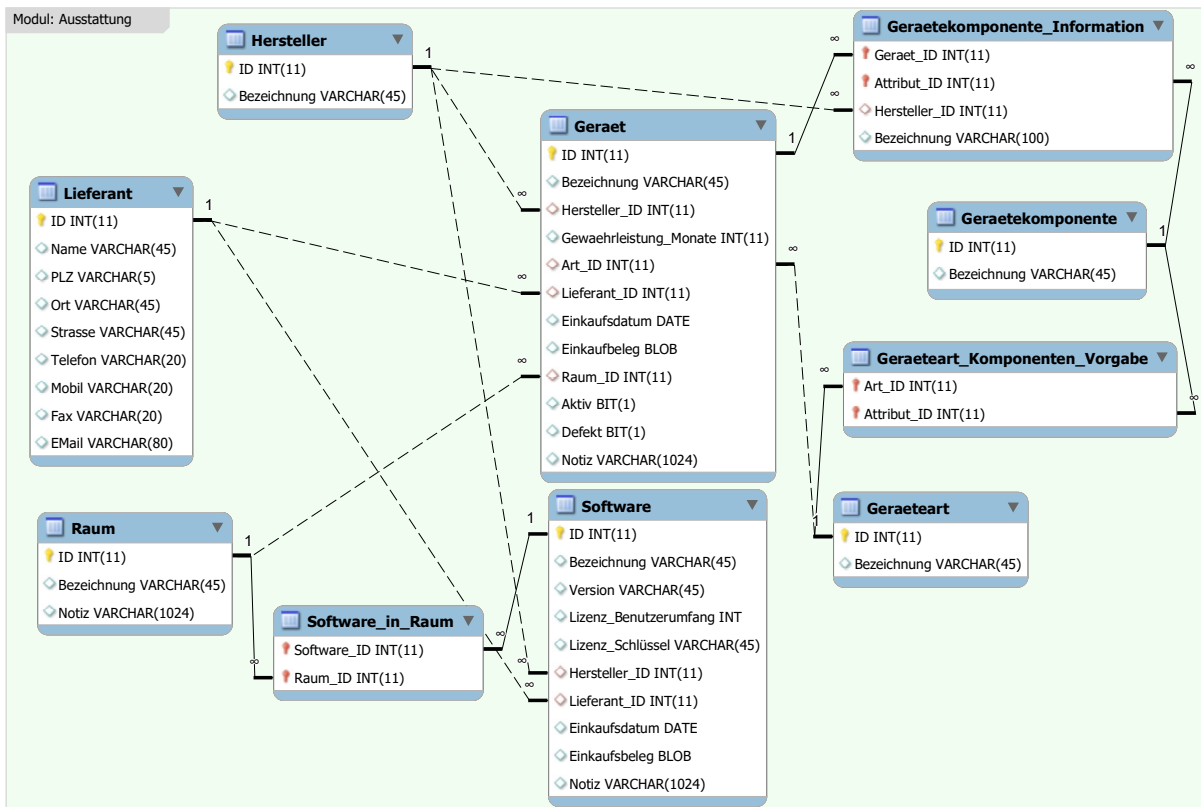 Modul: Ausstattung
Hersteller
ID INT(11)
Bezeichnung VARCHAR(45)
1
Geraetekomponente_Information
Geraet_ID INT(11)
Attribut_ID INT(11)
Hersteller_ID INT(11)
Bezeichnung VARCHAR(100)
∞
∞
∞
Geraet
ID INT(11)
Bezeichnung VARCHAR(45)
Hersteller_ID INT(11)
Gewaehrleistung_Monate INT(11)
Art_ID INT(11)
Lieferant_ID INT(11)
Einkaufsdatum DATE
Einkaufbeleg BLOB
Raum_ID INT(11)
Aktiv BIT(1)
Defekt BIT(1)
Notiz VARCHAR(1024)
1
∞
∞
∞
∞
Lieferant
ID INT(11)
Name VARCHAR(45)
PLZ VARCHAR(5)
Ort VARCHAR(45)
Strasse VARCHAR(45)
Telefon VARCHAR(20)
Mobil VARCHAR(20)
Fax VARCHAR(20)
EMail VARCHAR(80)
1
Geraetekomponente
ID INT(11)
Bezeichnung VARCHAR(45)
1
Geraeteart_Komponenten_Vorgabe
Art_ID INT(11)
Attribut_ID INT(11)
∞
∞
Geraeteart
ID INT(11)
Bezeichnung VARCHAR(45)
1
Raum
ID INT(11)
Bezeichnung VARCHAR(45)
Notiz VARCHAR(1024)
1
Software_in_Raum
Software_ID INT(11)
Raum_ID INT(11)
∞
∞
Software
ID INT(11)
Bezeichnung VARCHAR(45)
Version VARCHAR(45)
Lizenz_Benutzerumfang INT
Lizenz_Schlüssel VARCHAR(45)
Hersteller_ID INT(11)
Lieferant_ID INT(11)
Einkaufsdatum DATE
Einkaufsbeleg BLOB
Notiz VARCHAR(1024)
1
∞
∞